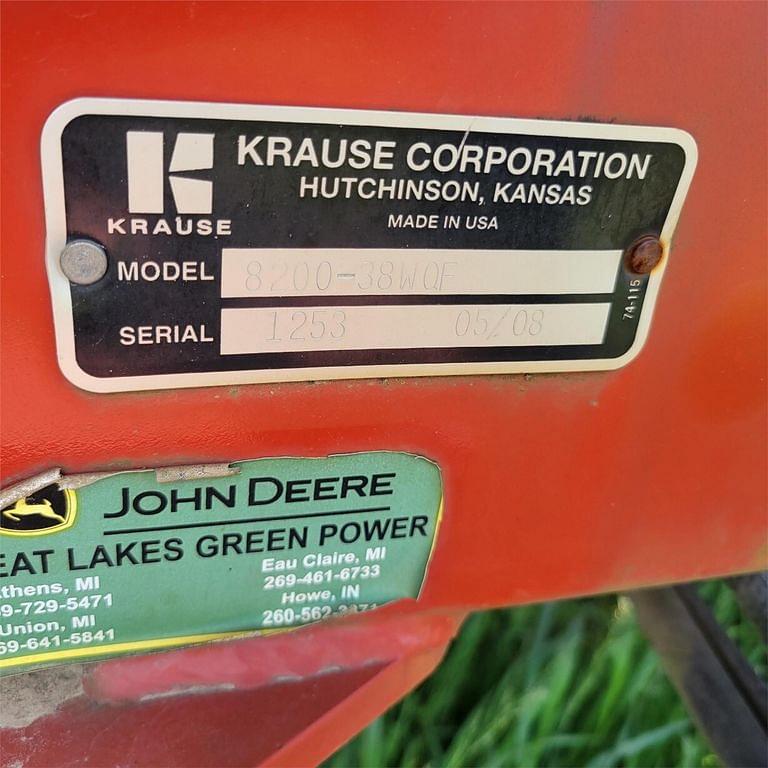 KRAUSE CORPORATION
HUTCHINSON, KANSAS
MADE IN USA
KRAUSE
MODEL 8200-38WQF
SERIAL 1253 05/08
74-115
JOHN DEERE
EAT LAKES GREEN POWER
thens, MI
9-729-5471
Union, MI
69-641-5841
Eau Claire, MI
269-461-6733
Howe, IN
260-562-